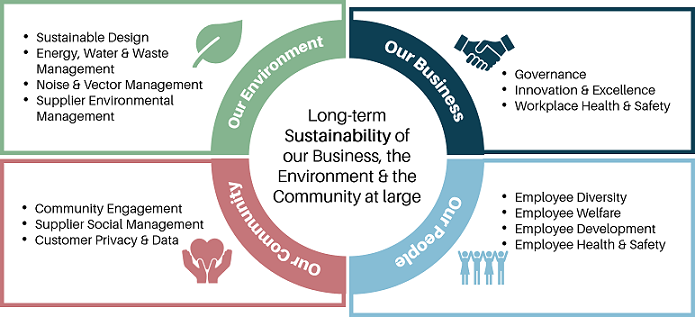 Our Environment
• Sustainable Design
• Energy, Water & Waste
Management
• Noise & Vector Management
• Supplier Environmental
Management
Our Business
• Governance
• Innovation & Excellence
• Workplace Health & Safety
Long-term
Sustainability of
our Business, the
Environment & the
Community at large
Our Community
• Community Engagement
• Supplier Social Management
• Customer Privacy & Data
Our People
• Employee Diversity
• Employee Welfare
• Employee Development
• Employee Health & Safety